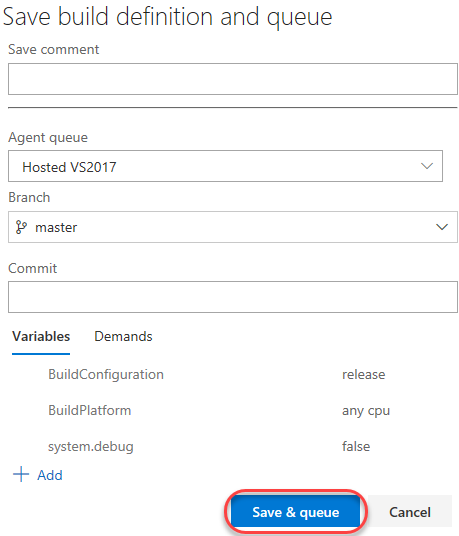 Save build definition and queue
Save comment
Agent queue
Hosted VS2017
Branch
master
Commit
Variables Demands
BuildConfiguration release
BuildPlatform any cpu
system.debug false
Add
Save & queue Cancel